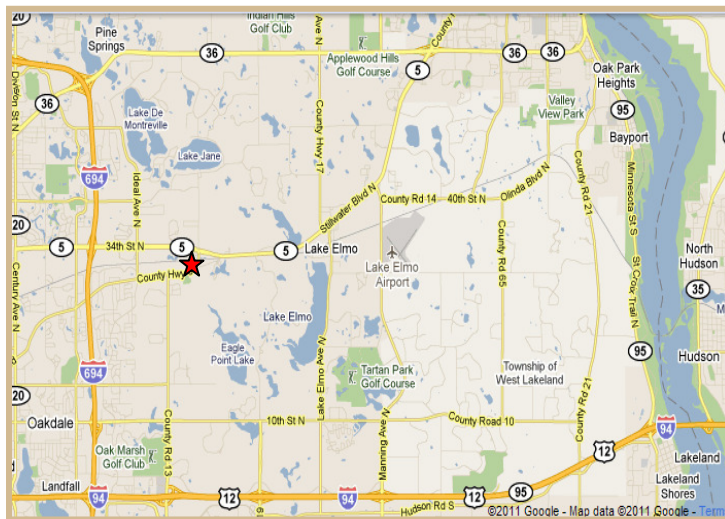 Indian Hills
Golf Club
20
Pine
Springs
36
Applewood Hills
Golf Course
5
36
36
Oak Park
Heights
95
Bayport
Valley
View Park
36
Division St N
Lake De
Montreville
Lake Jane
Ideal Ave N
694
County Hwy 17
Ave N
Stillwater Blvd N
County Rd 14
40th St N
Olinda Blvd N
County Rd 21
Minnesota St S
20
5
34th St N
5
5
Lake Elmo
Lake Elmo
Airport
County Rd 65
St Croix Trail N
North
Hudson
35
County Hwy
Century Ave N
Lake Elmo
Eagle
Point Lake
694
Lake Elmo Ave N
Tartan Park
Golf Course
Township of
West Lakeland
95
Hudson
20
Oakdale
County Rd 13
10th St N
Manning Ave N
County Road 10
County Rd 21
94
Oak Marsh
Golf Club
12
Lakeland
Landfall
94
12
94
12
95
Lakeland
Shores
Hudson Rd S
©2011 Google - Map data ©2011 Google - Term